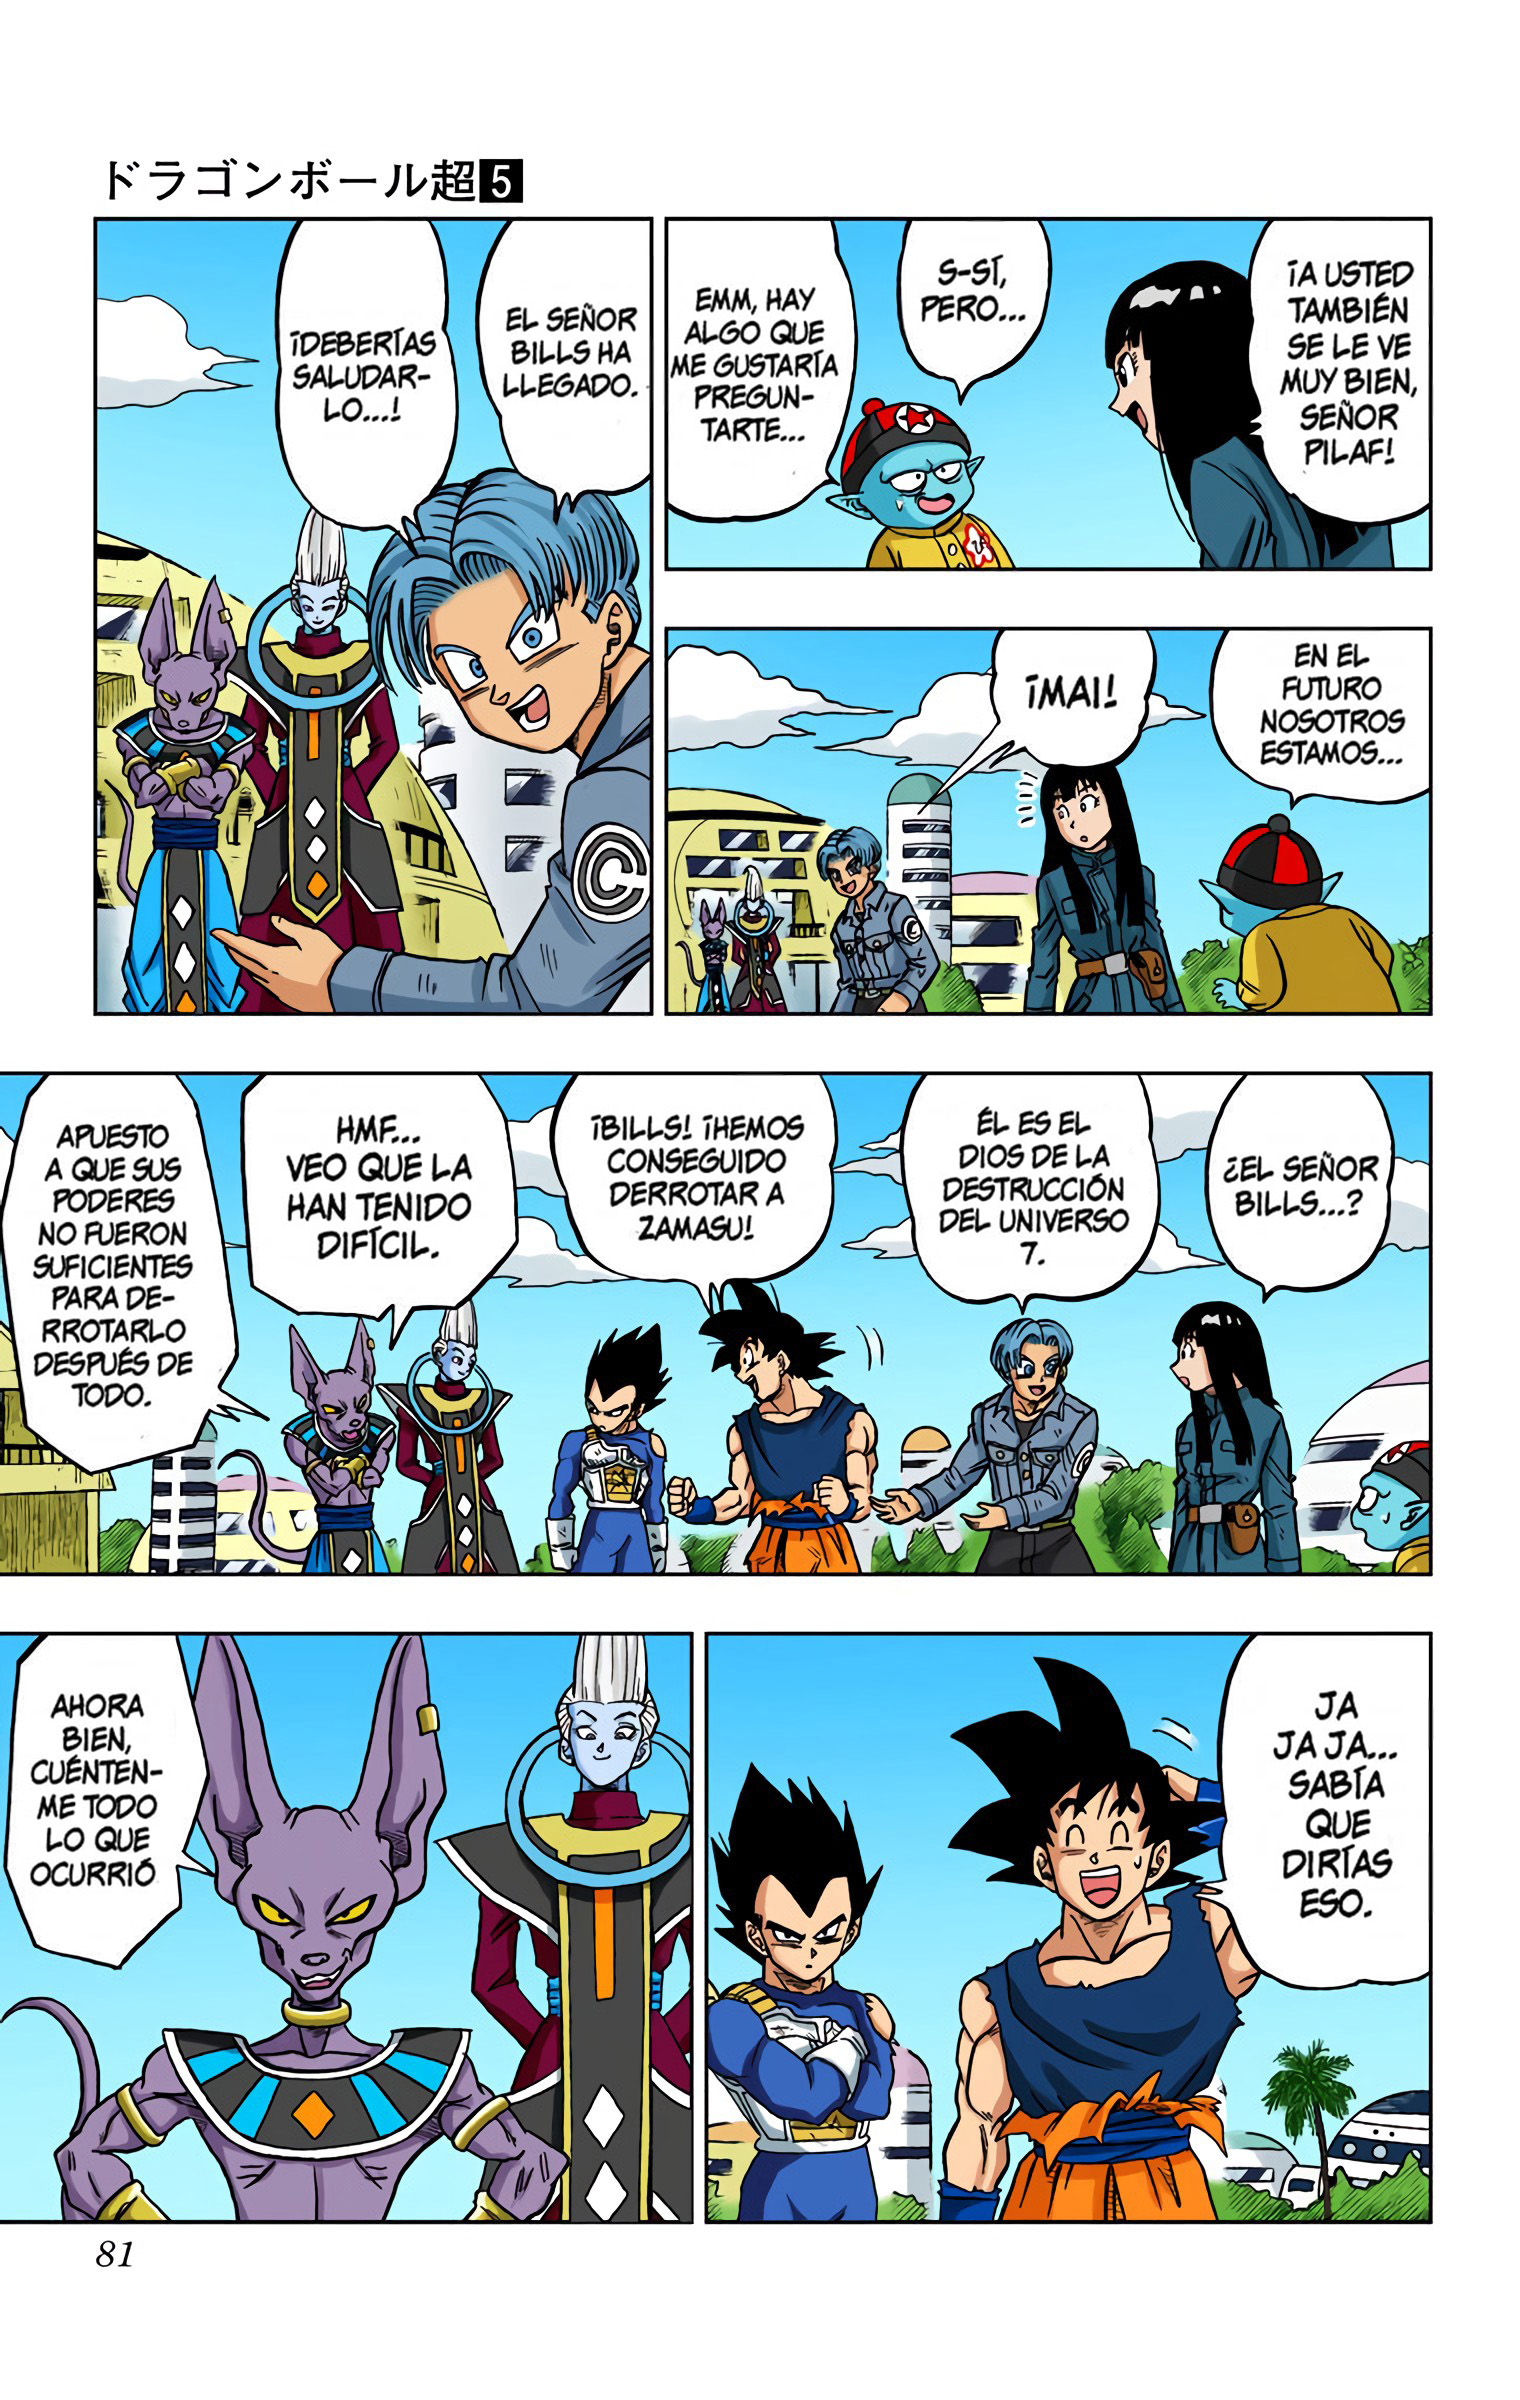 ドラゴンボール超5
¡A USTED
TAMBIÉN
SE LE VE
MUY BIEN,
SEÑOR
PILAF!
S-SÍ,
PERO...
EMM, HAY
ALGO QUE
ME GUSTARÍA
PREGUN-
TARTE...
EN EL
FUTURO
NOSOTROS
ESTAMOS...
¡MAI!
EL SEÑOR
BILLS HA
LLEGADO.
¡DEBERÍAS
SALUDAR-
LO...!
¿EL SEÑOR
BILLS...?
ÉL ES EL
DIOS DE LA
DESTRUCCIÓN
DEL UNIVERSO
7.
¡BILLS! ¡HEMOS
CONSEGUIDO
DERROTAR A
ZAMASU!
HMF...
VEO QUE LA
HAN TENIDO
DIFÍCIL.
APUESTO
A QUE SUS
PODERES
NO FUERON
SUFICIENTES
PARA DE-
RROTARLO
DESPUÉS DE
TODO.
JA
JA JA...
SABÍA
QUE
DIRÍAS
ESO.
AHORA
BIEN,
CUÉNTEN-
ME TODO
LO QUE
OCURRIÓ
81